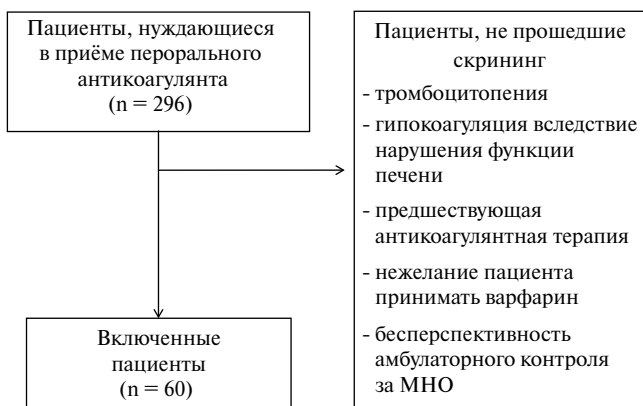 Пациенты, нуждающиеся
в приёме перорального
антикоагулянта
(n = 296)
Пациенты, не прошедшие
скрининг
- тромбоцитопения
- гипокоагуляция вследствие
нарушения функции
печени
- предшествующая
антикоагулянтная терапия
- нежелание пациента
принимать варфарин
- бесперспективность
амбулаторного контроля
за МНО
Включенные
пациенты
(n = 60)